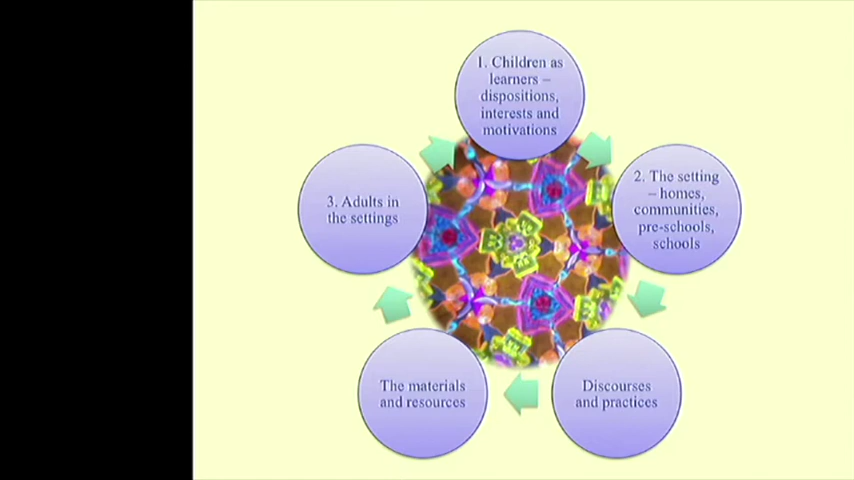 1. Children as
learners –
dispositions,
interests and
motivations
2. The setting
– homes,
communities,
pre-schools,
schools
Discourses
and practices
The materials
and resources
3. Adults in
the settings